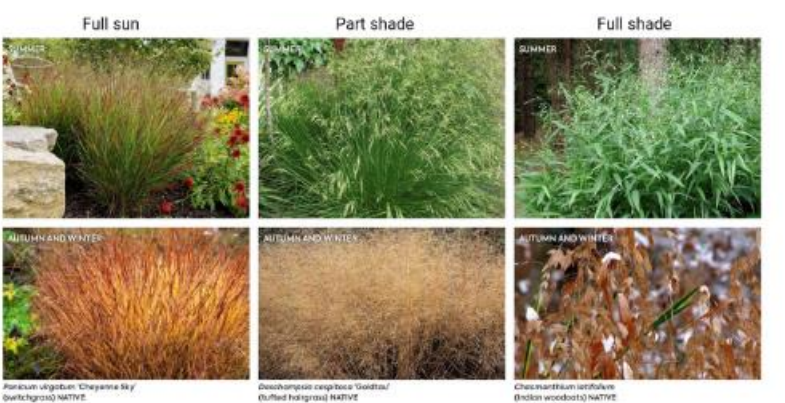 Full sun
Part shade
Full shade
SUMMER
SUMMER
SUMMER
AUTUMN AND WINTER
AUTUMN AND WINTER
AUTUMN AND WINTER
Panicum virgatum 'Cheyenne Sky'
(switchgrass) NATIVE
Deschampsia cespitosa 'Goldtau'
(tufted hairgrass) NATIVE
Chasmanthium latifolium
(Indian woodoats) NATIVE